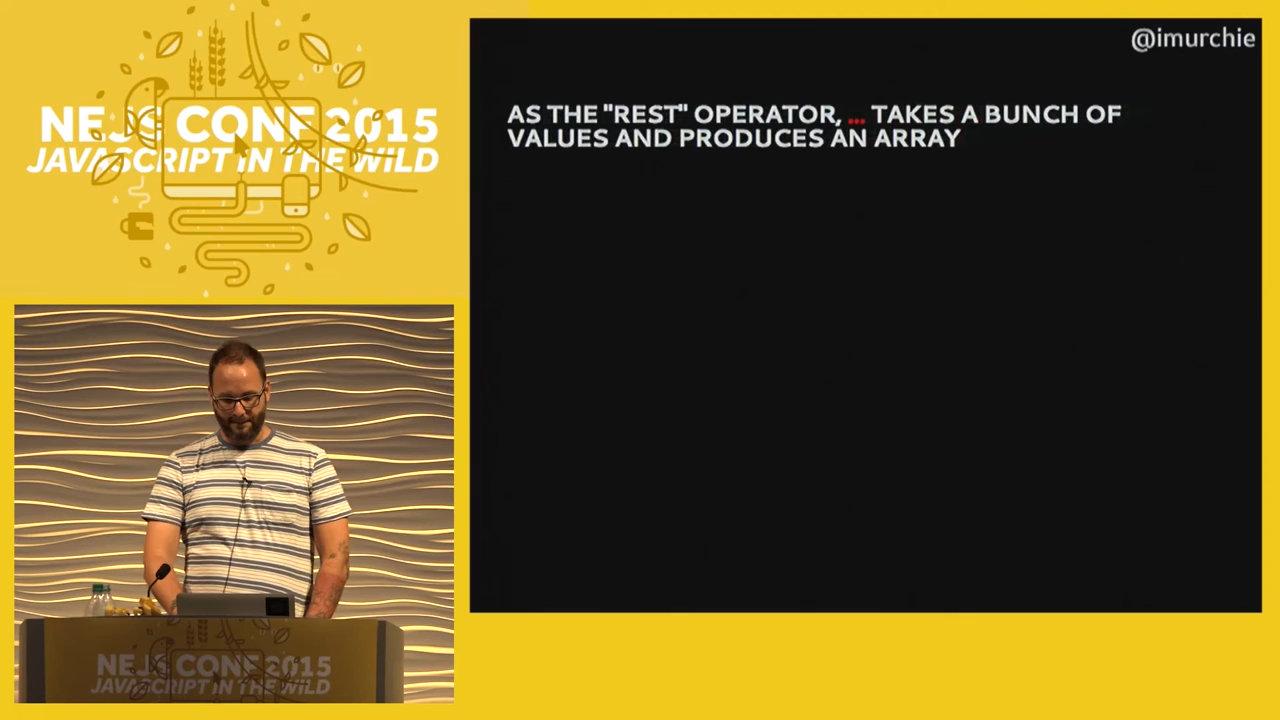 NEJS CONF 2015
JAVASCRIPT IN THE WILD
@imurchie
AS THE "REST" OPERATOR, ... TAKES A BUNCH OF
VALUES AND PRODUCES AN ARRAY
NEJS CONF 2015
JAVASCRIPT IN THE WILD